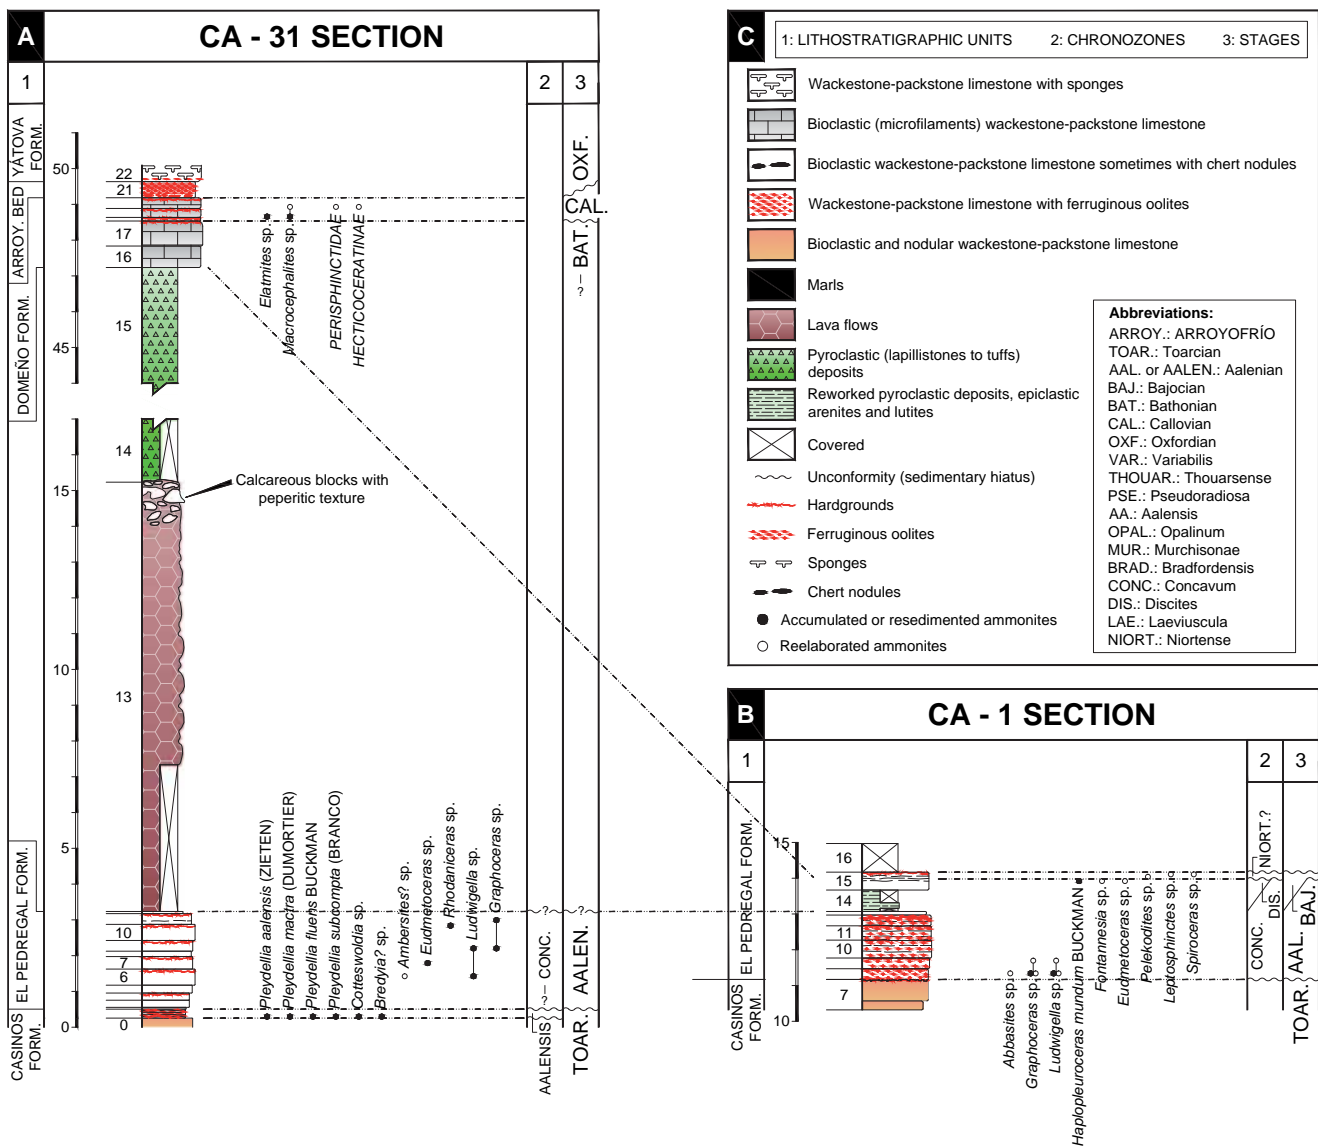 A
CA - 31 SECTION
1
2
3
YÁTOVA
FORM.
ARROY. BED
DOMEÑO FORM.
EL PEDREGAL FORM.
CASINOS
FORM.
50
45
15
10
5
0
22
21
17
16
15
14
13
10
7
6
0
Calcareous blocks with
peperitic texture
Elatmites sp.
Macrocephalites sp.
PERISPHINCTIDAE
HECTICOCERATINAE
Pleydellia aalensis (ZIETEN)
Pleydellia mactra (DUMORTIER)
Pleydellia fluens BUCKMAN
Pleydellia subcompta (BRANCO)
Cotteswoldia sp.
Bredyia? sp.
Ambersites? sp.
Eudmetoceras sp.
Rhodaniceras sp.
Ludwigella sp.
Graphoceras sp.
AALENSIS
? – CONC.
?
?
OXF.
CAL.
? – BAT.
AALEN.
TOAR.
C
1: LITHOSTRATIGRAPHIC UNITS 2: CHRONOZONES 3: STAGES
Wackestone-packstone limestone with sponges
Bioclastic (microfilaments) wackestone-packstone limestone
Bioclastic wackestone-packstone limestone sometimes with chert nodules
Wackestone-packstone limestone with ferruginous oolites
Bioclastic and nodular wackestone-packstone limestone
Marls
Lava flows
Pyroclastic (lapillistones to tuffs)
deposits
Reworked pyroclastic deposits, epiclastic
arenites and lutites
Covered
Unconformity (sedimentary hiatus)
Hardgrounds
Ferruginous oolites
Sponges
Chert nodules
Accumulated or resedimented ammonites
Reelaborated ammonites
Abbreviations:
ARROY.: ARROYOFRÍO
TOAR.: Toarcian
AAL. or AALEN.: Aalenian
BAJ.: Bajocian
BAT.: Bathonian
CAL.: Callovian
OXF.: Oxfordian
VAR.: Variabilis
THOUAR.: Thouarsense
PSE.: Pseudoradiosa
AA.: Aalensis
OPAL.: Opalinum
MUR.: Murchisonae
BRAD.: Bradfordensis
CONC.: Concavum
DIS.: Discites
LAE.: Laeviuscula
NIORT.: Niortense
B
CA - 1 SECTION
1
2
3
EL PEDREGAL FORM.
CASINOS
FORM.
15
10
16
15
14
11
10
7
Abbasites sp.
Graphoceras sp.
Ludwigella sp.
Haplopleuroceras mundum BUCKMAN
Fontannesia sp.
Eudmetoceras sp.
Pelekodites sp.
Leptosphinctes sp.
Spiroceras sp.
CONC.
DIS.
NIORT.?
TOAR.
AAL.
BAJ.